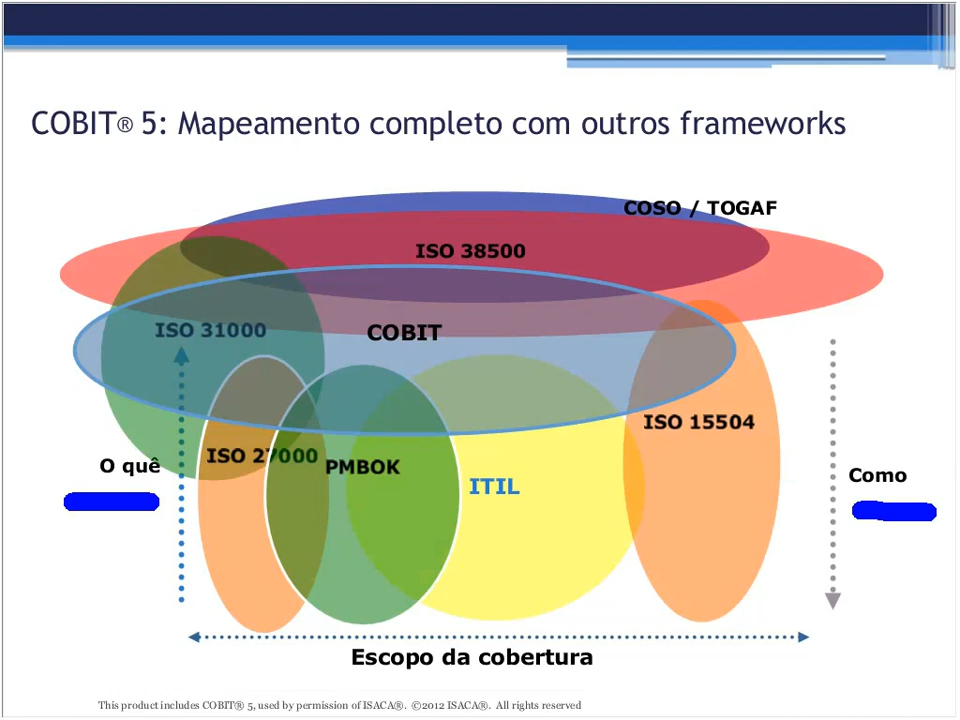 COBIT® 5: Mapeamento completo com outros frameworks
COSO / TOGAF
ISO 38500
ISO 31000
COBIT
ISO 15504
ISO 27000
PMBOK
O quê
ITIL
Como
Escopo da cobertura
This product includes COBIT® 5, used by permission of ISACA®. ©2012 ISACA®. All rights reserved